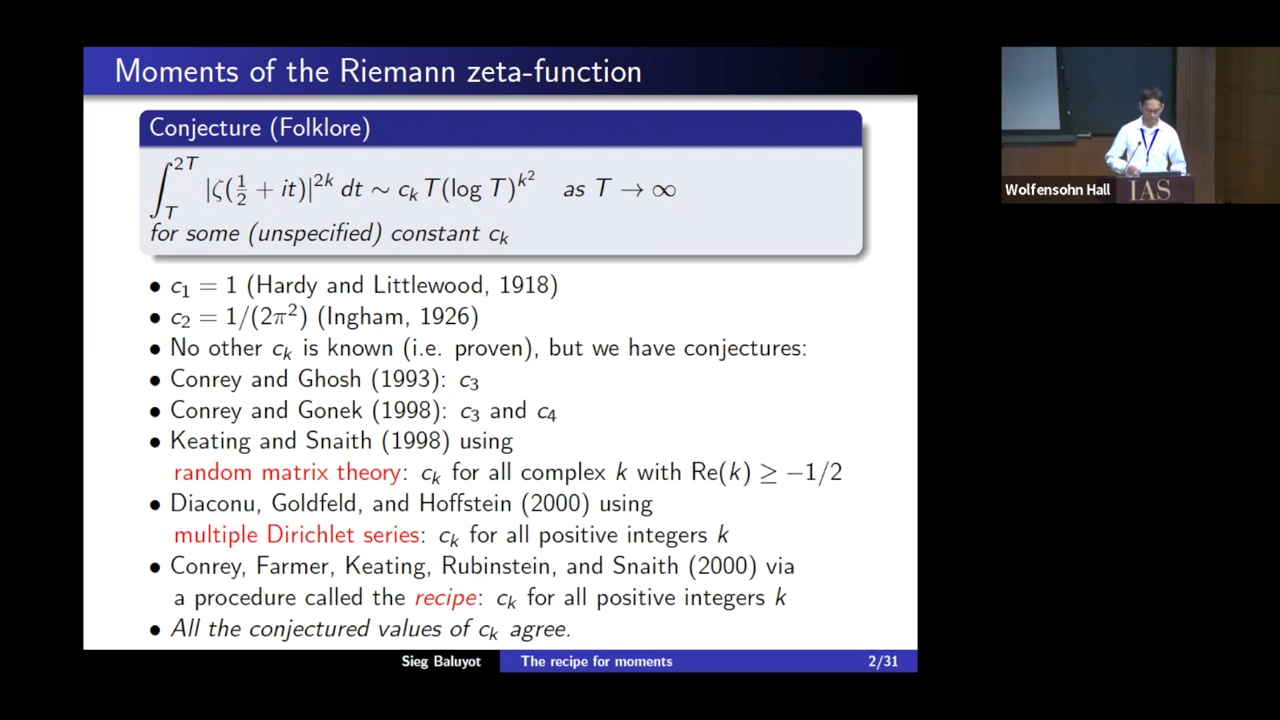 Moments of the Riemann zeta-function
Conjecture (Folklore)
∫_T^{2T} |ζ(½ + it)|^{2k} dt ∼ c_k T(log T)^{k²} as T → ∞
for some (unspecified) constant c_k
• c₁ = 1 (Hardy and Littlewood, 1918)
• c₂ = 1/(2π²) (Ingham, 1926)
• No other c_k is known (i.e. proven), but we have conjectures:
• Conrey and Ghosh (1993): c₃
• Conrey and Gonek (1998): c₃ and c₄
• Keating and Snaith (1998) using
random matrix theory: c_k for all complex k with Re(k) ≥ −1/2
• Diaconu, Goldfeld, and Hoffstein (2000) using
multiple Dirichlet series: c_k for all positive integers k
• Conrey, Farmer, Keating, Rubinstein, and Snaith (2000) via
a procedure called the recipe: c_k for all positive integers k
• All the conjectured values of c_k agree.
Sieg Baluyot The recipe for moments 2/31
Wolfensohn Hall
IAS